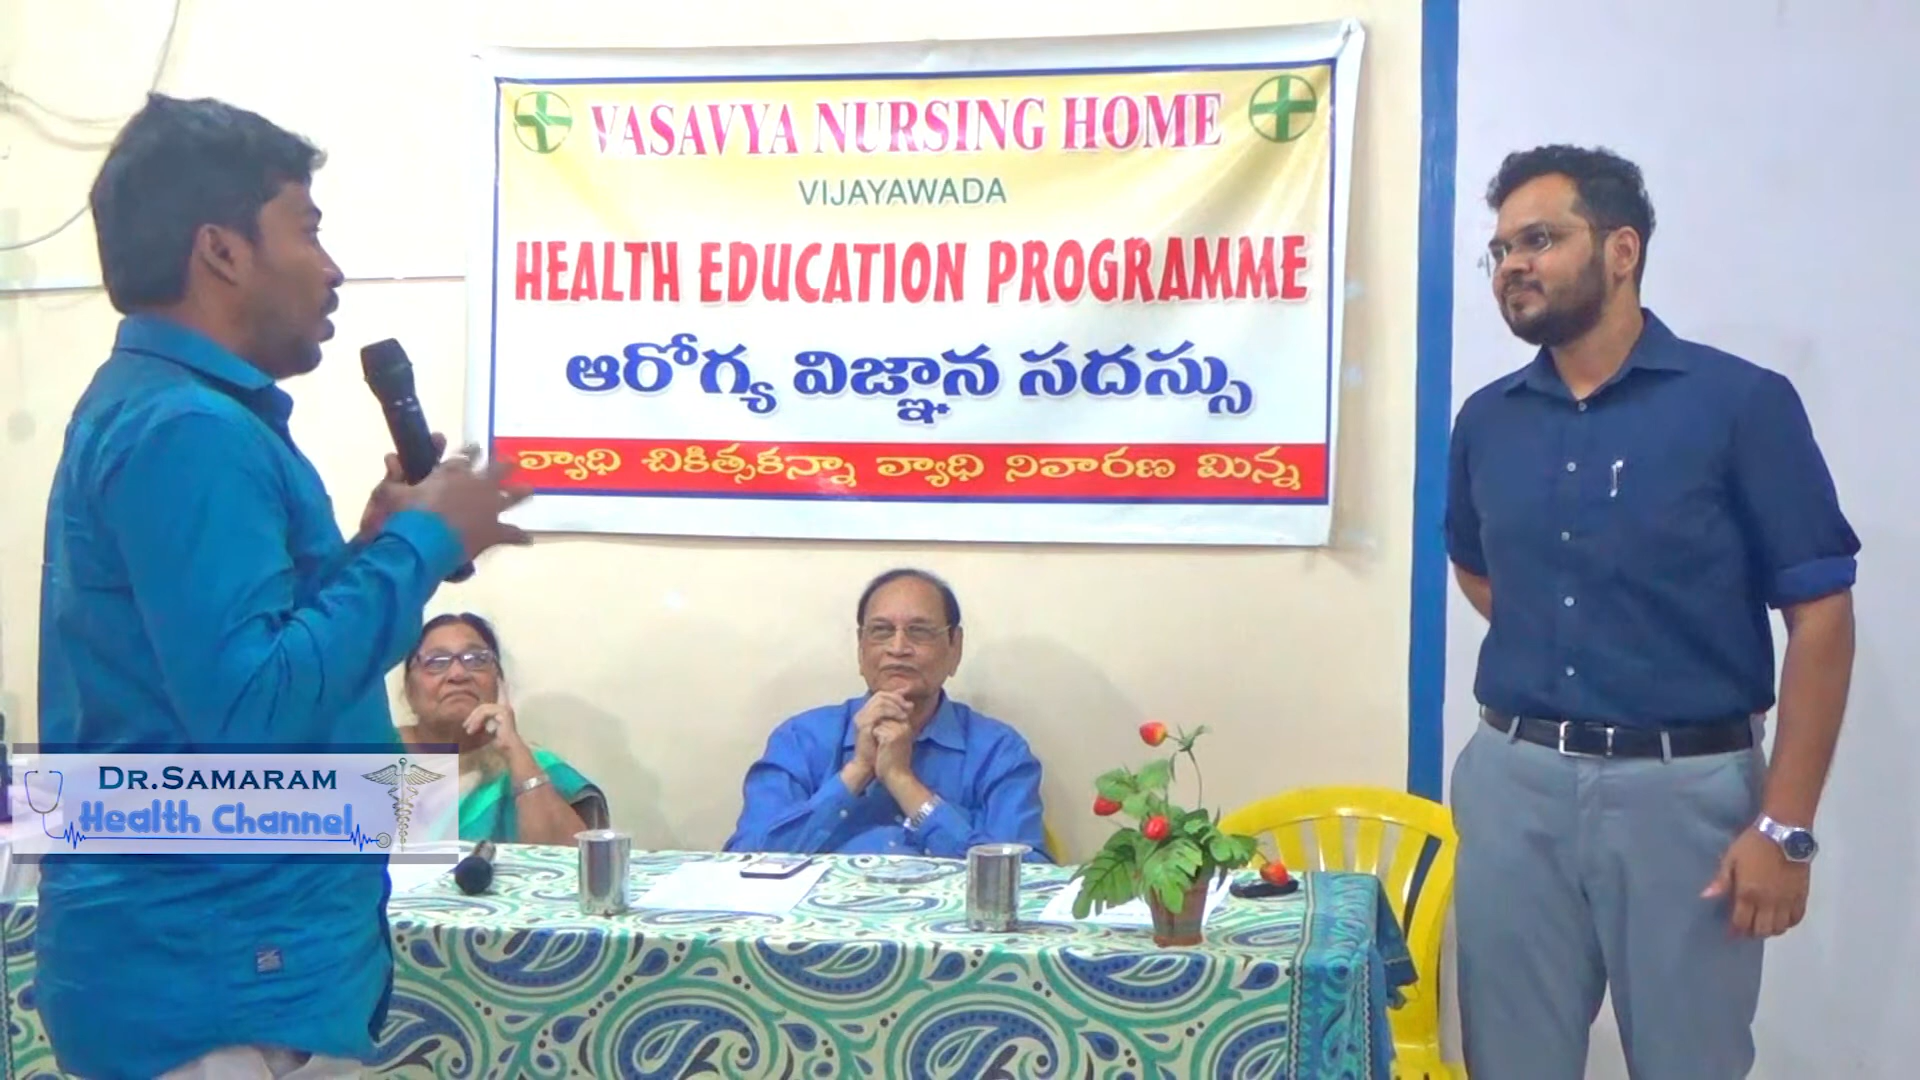 VASAVYA NURSING HOME
VIJAYAWADA
HEALTH EDUCATION PROGRAMME
ఆరోగ్య విజ్ఞాన సదస్సు
వ్యాధి చికిత్సకన్నా వ్యాధి నివారణ మిన్న
DR.SAMARAM
Health Channel